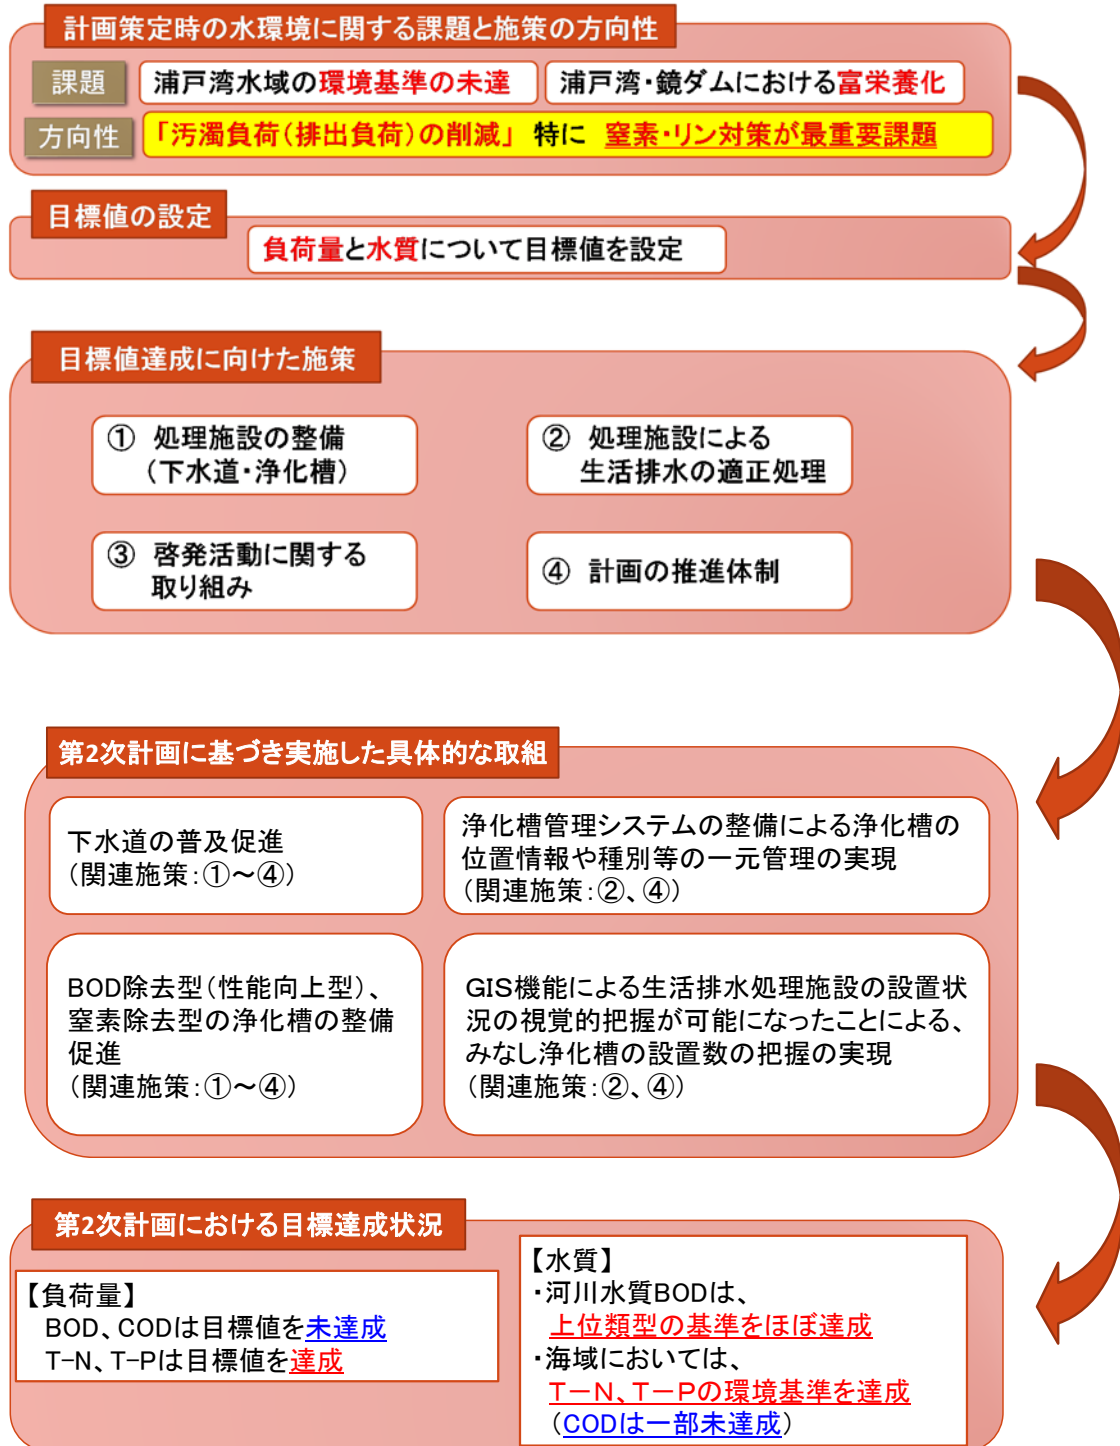 計画策定時の水環境に関する課題と施策の方向性
課題
浦戸湾水域の環境基準の未達
浦戸湾・鏡ダムにおける富栄養化
方向性
「汚濁負荷（排出負荷）の削減」 特に 窒素・リン対策が最重要課題
目標値の設定
負荷量と水質について目標値を設定
目標値達成に向けた施策
① 処理施設の整備
（下水道・浄化槽）
② 処理施設による
生活排水の適正処理
③ 啓発活動に関する
取り組み
④ 計画の推進体制
第2次計画に基づき実施した具体的な取組
下水道の普及促進
（関連施策：①～④）
浄化槽管理システムの整備による浄化槽の
位置情報や種別等の一元管理の実現
（関連施策：②、④）
BOD除去型（性能向上型）、
窒素除去型の浄化槽の整備
促進
（関連施策：①～④）
GIS機能による生活排水処理施設の設置状
況の視覚的把握が可能になったことによる、
みなし浄化槽の設置数の把握の実現
（関連施策：②、④）
第2次計画における目標達成状況
【負荷量】
BOD、CODは目標値を未達成
T-N、T-Pは目標値を達成
【水質】
・河川水質BODは、
上位類型の基準をほぼ達成
・海域においては、
T－N、T－Pの環境基準を達成
（CODは一部未達成）